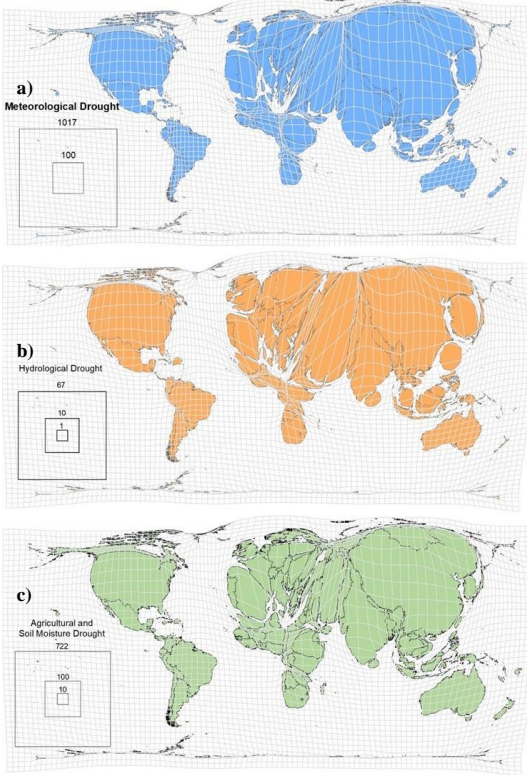 a)
Meteorological Drought
1017
100
b)
Hydrological Drought
67
10
1
c)
Agricultural and
Soil Moisture Drought
722
100
10